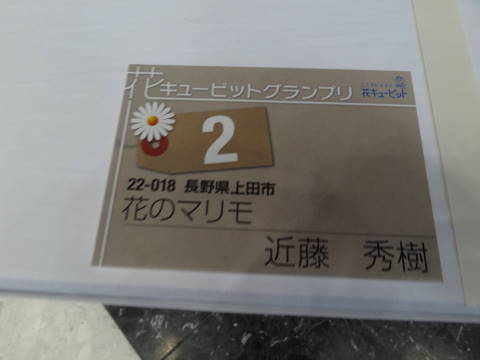 花キューピットグランプリ
花キューピット
2
22-018 長野県上田市
花のマリモ
近藤 秀樹